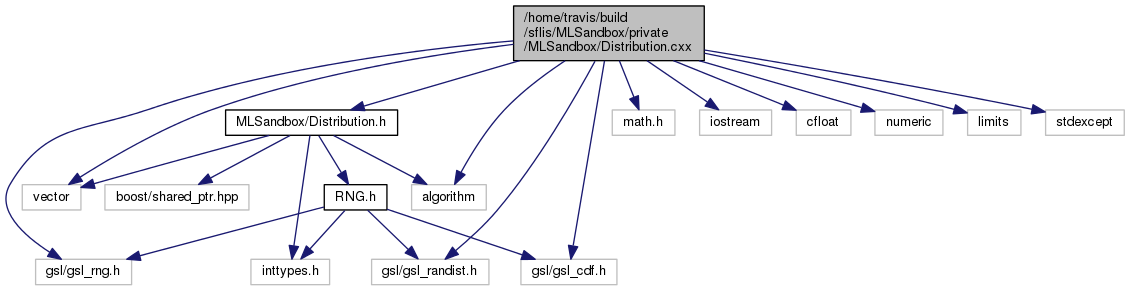 /home/travis/build
/sflis/MLSandbox/private
/MLSandbox/Distribution.cxx
MLSandbox/Distribution.h
math.h
iostream
cfloat
numeric
limits
stdexcept
vector
boost/shared_ptr.hpp
RNG.h
algorithm
gsl/gsl_rng.h
inttypes.h
gsl/gsl_randist.h
gsl/gsl_cdf.h